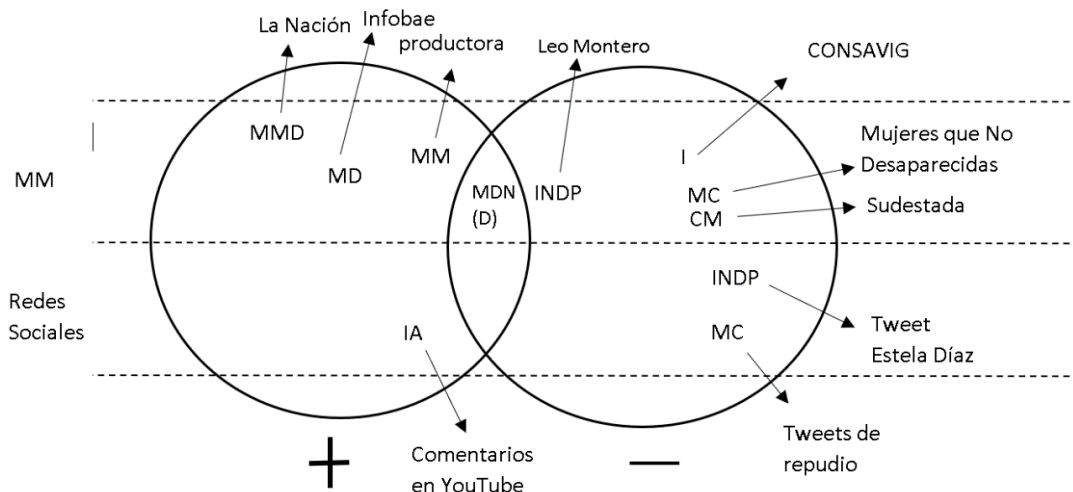 La Nación
Infobae
productora
Leo Montero
CONSAVIG
MMD
MM
MD
I
Mujeres que No
Desaparecidas
MM
MDN
(D)
INDP
MC
CM
Sudestada
INDP
Redes
Sociales
IA
MC
Tweet
Estela Díaz
+
Comentarios
en YouTube
—
Tweets de
repudio